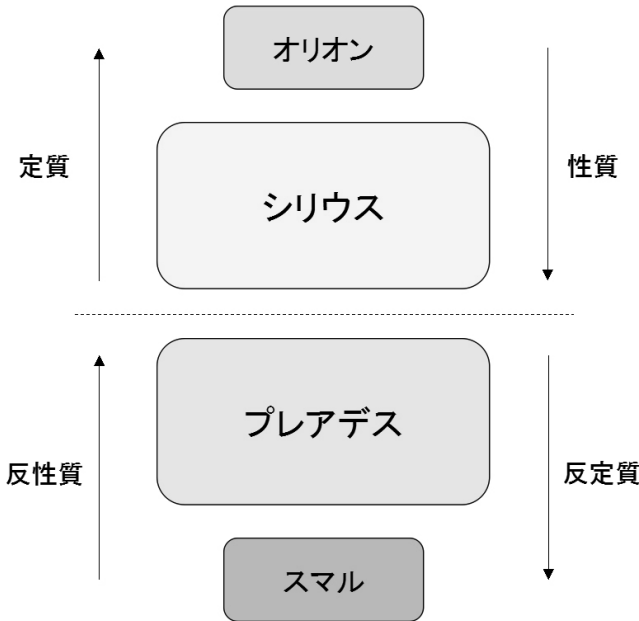 オリオン
定質
性質
シリウス
プレアデス
反性質
反定質
スマル